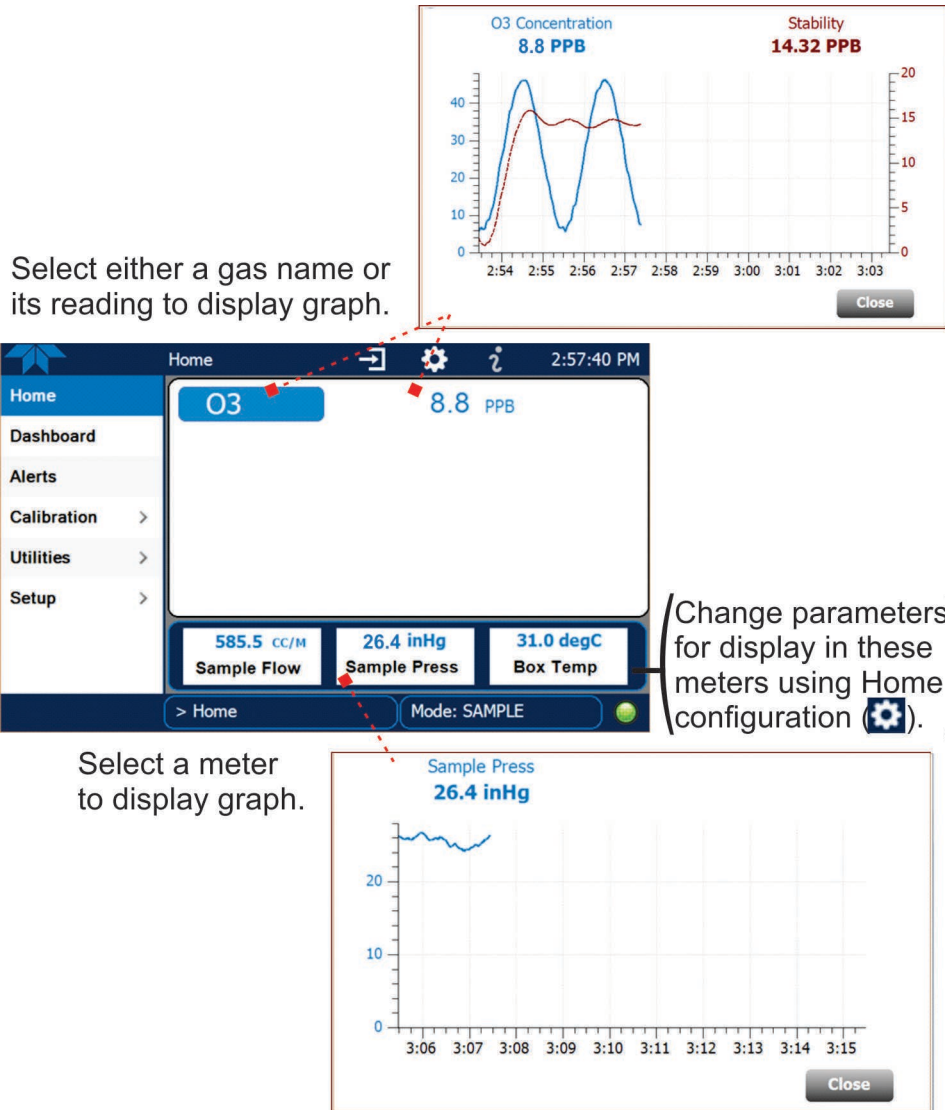 O3 Concentration Stability
8.8 PPB 14.32 PPB
40
30
20
10
0
20
15
10
5
0
2:54 2:55 2:56 2:57 2:58 2:59 3:00 3:01 3:02 3:03
Close
Select either a gas name or
its reading to display graph.
Home 2:57:40 PM
Home
Dashboard
Alerts
Calibration >
Utilities >
Setup >
O3 8.8 PPB
585.5 CC/M 26.4 inHg 31.0 degC
Sample Flow Sample Press Box Temp
> Home Mode: SAMPLE
Change parameters
for display in these
meters using Home
configuration ( ).
Select a meter
to display graph.
Sample Press
26.4 inHg
20
10
0
3:06 3:07 3:08 3:09 3:10 3:11 3:12 3:13 3:14 3:15
Close